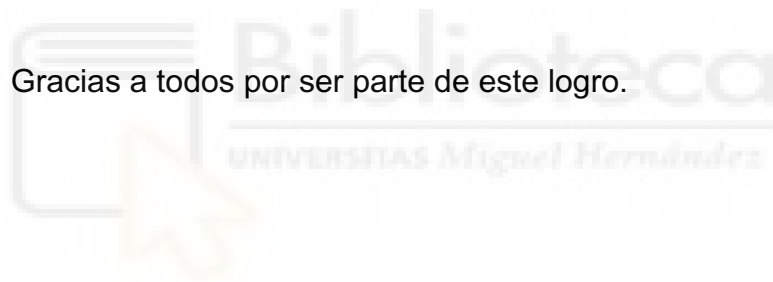 Biblioteca
Gracias a todos por ser parte de este logro.
UNIVERSITAS Miguel Hernández